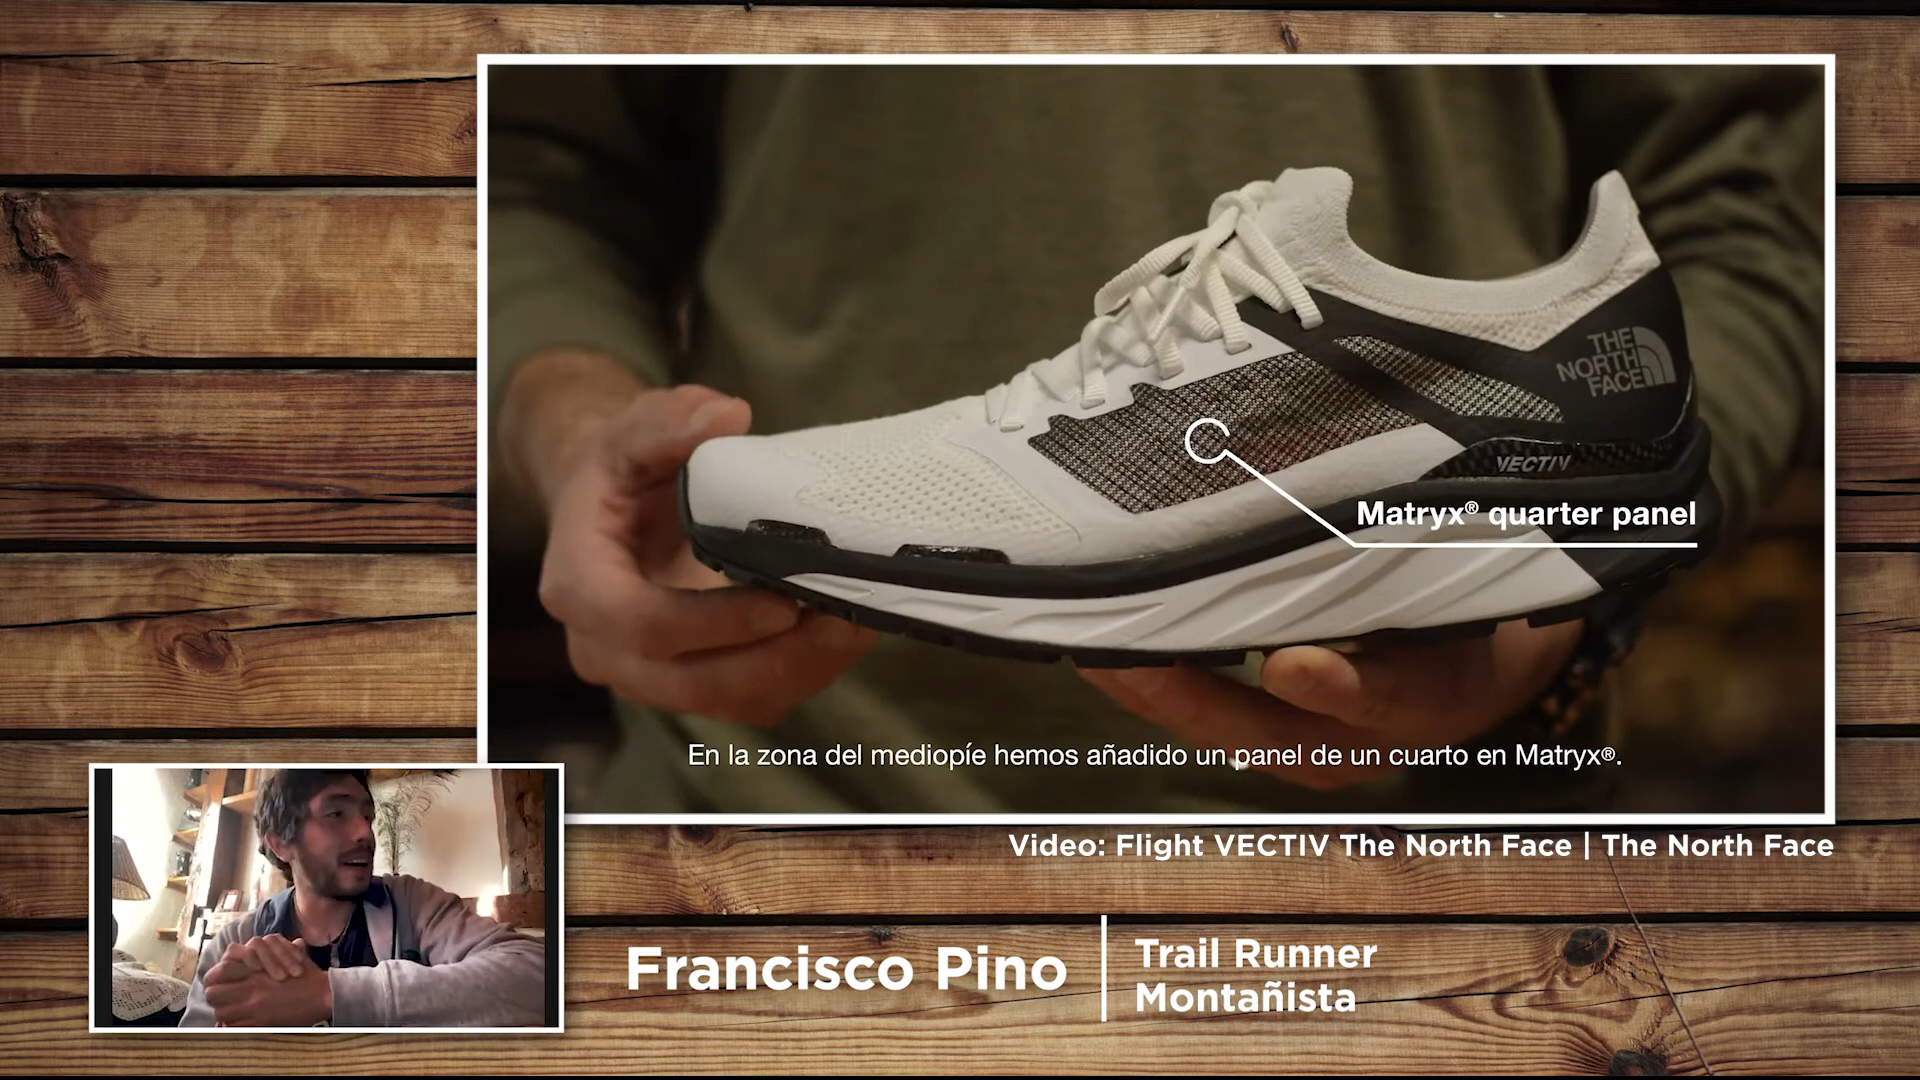 THE
NORTH
FACE
VECTIV
Matryx® quarter panel
En la zona del mediopíe hemos añadido un panel de un cuarto en Matryx®.
Video: Flight VECTIV The North Face | The North Face
Francisco Pino
Trail Runner
Montañista